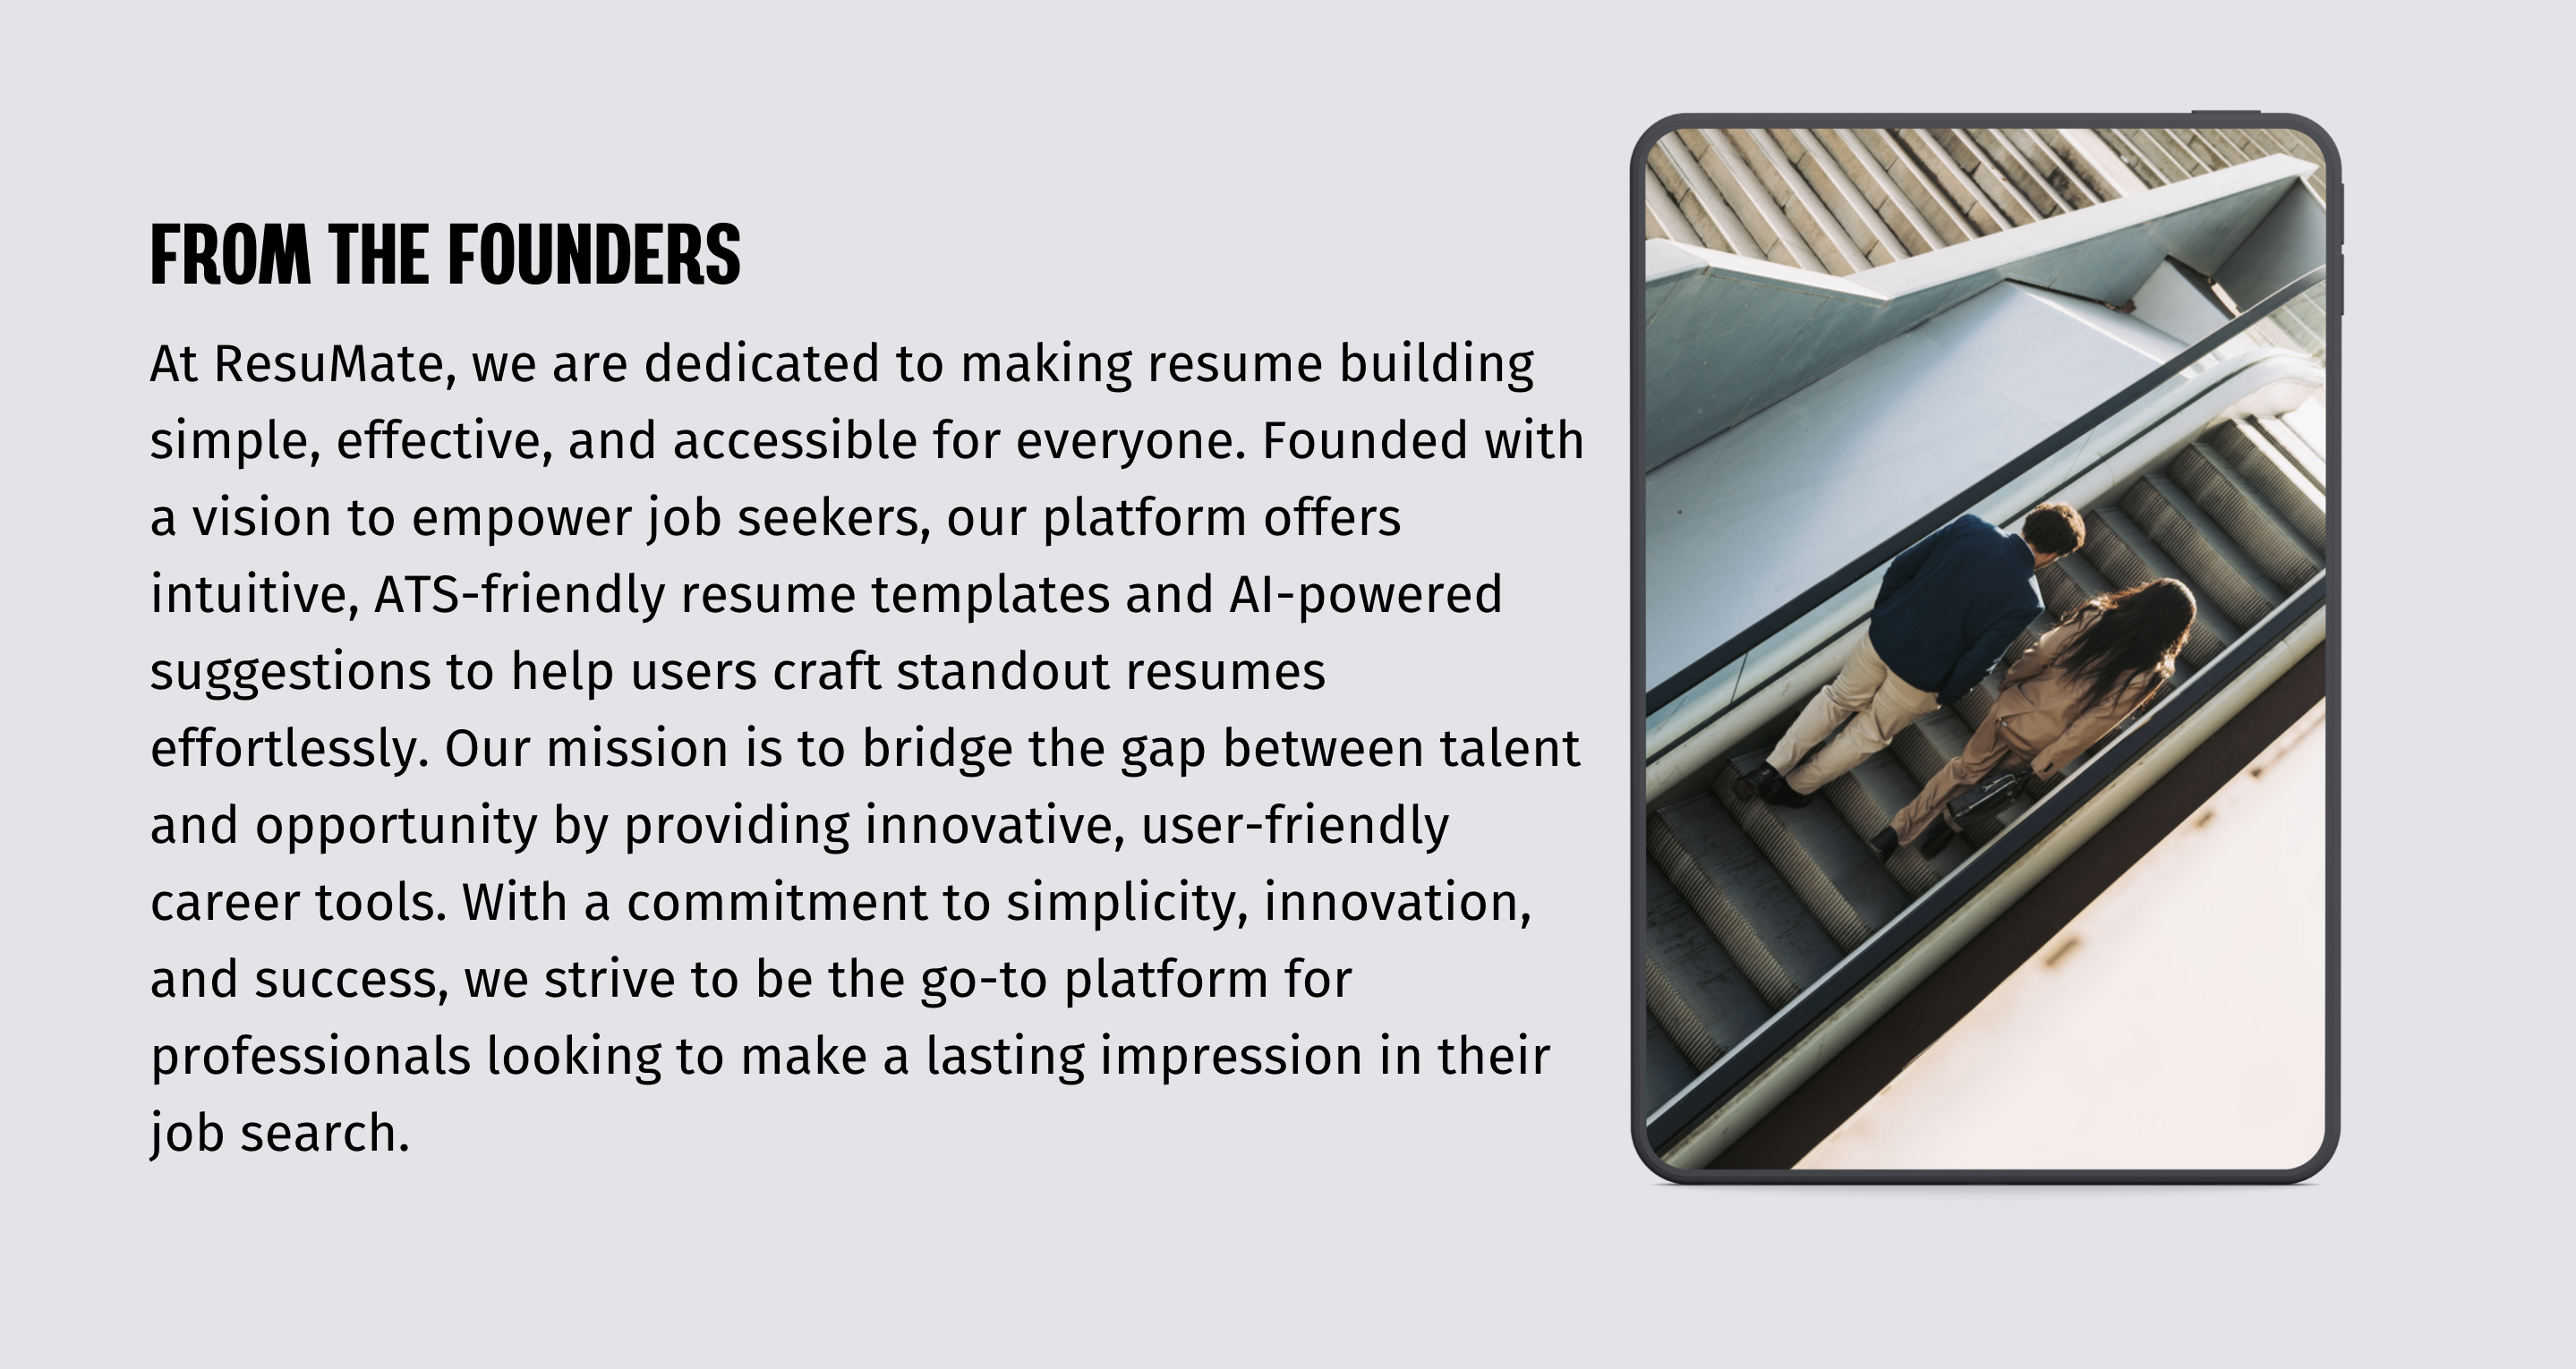 FROM THE FOUNDERS
At ResuMate, we are dedicated to making resume building
simple, effective, and accessible for everyone. Founded with
a vision to empower job seekers, our platform offers
intuitive, ATS-friendly resume templates and AI-powered
suggestions to help users craft standout resumes
effortlessly. Our mission is to bridge the gap between talent
and opportunity by providing innovative, user-friendly
career tools. With a commitment to simplicity, innovation,
and success, we strive to be the go-to platform for
professionals looking to make a lasting impression in their
job search.